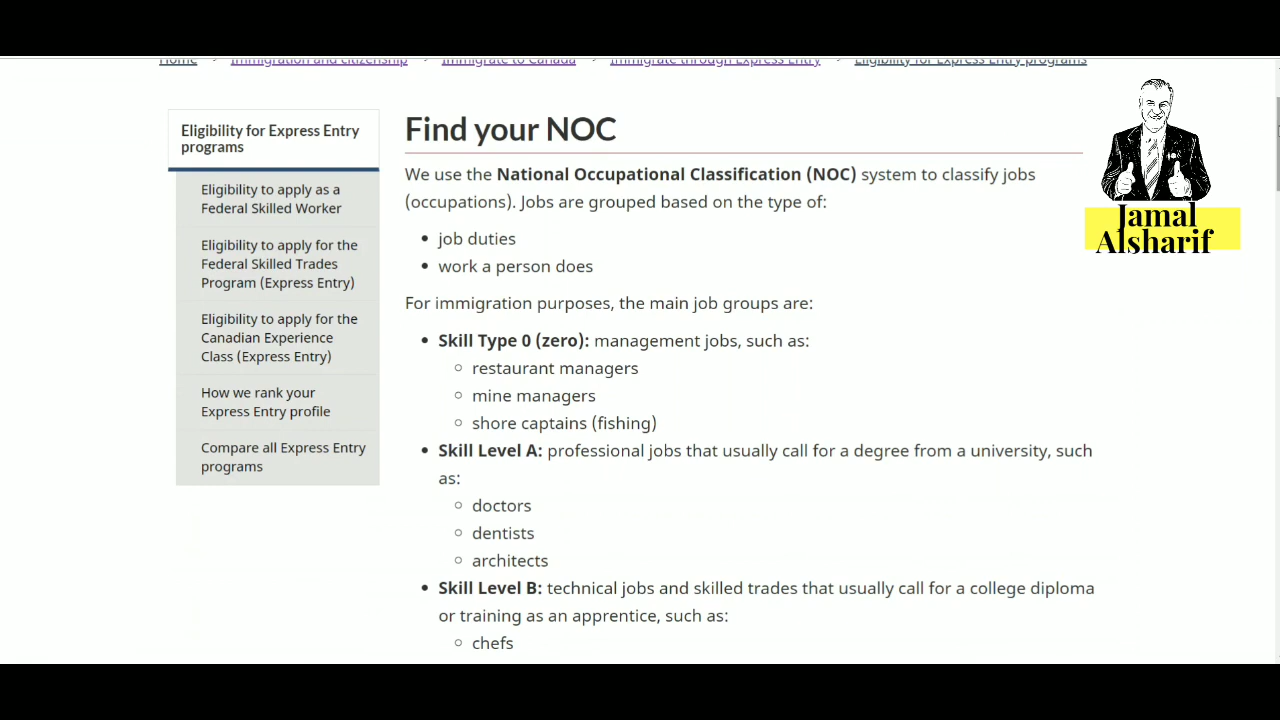 Home > Immigration and citizenship > Immigrate to Canada > Immigrate through Express Entry > Eligibility for Express Entry programs
Eligibility for Express Entry
programs
Eligibility to apply as a
Federal Skilled Worker
Eligibility to apply for the
Federal Skilled Trades
Program (Express Entry)
Eligibility to apply for the
Canadian Experience
Class (Express Entry)
How we rank your
Express Entry profile
Compare all Express Entry
programs
Find your NOC
We use the National Occupational Classification (NOC) system to classify jobs
(occupations). Jobs are grouped based on the type of:
• job duties
• work a person does
For immigration purposes, the main job groups are:
• Skill Type 0 (zero): management jobs, such as:
○ restaurant managers
○ mine managers
○ shore captains (fishing)
• Skill Level A: professional jobs that usually call for a degree from a university, such
as:
○ doctors
○ dentists
○ architects
• Skill Level B: technical jobs and skilled trades that usually call for a college diploma
or training as an apprentice, such as:
○ chefs
Jamal
Alsharif